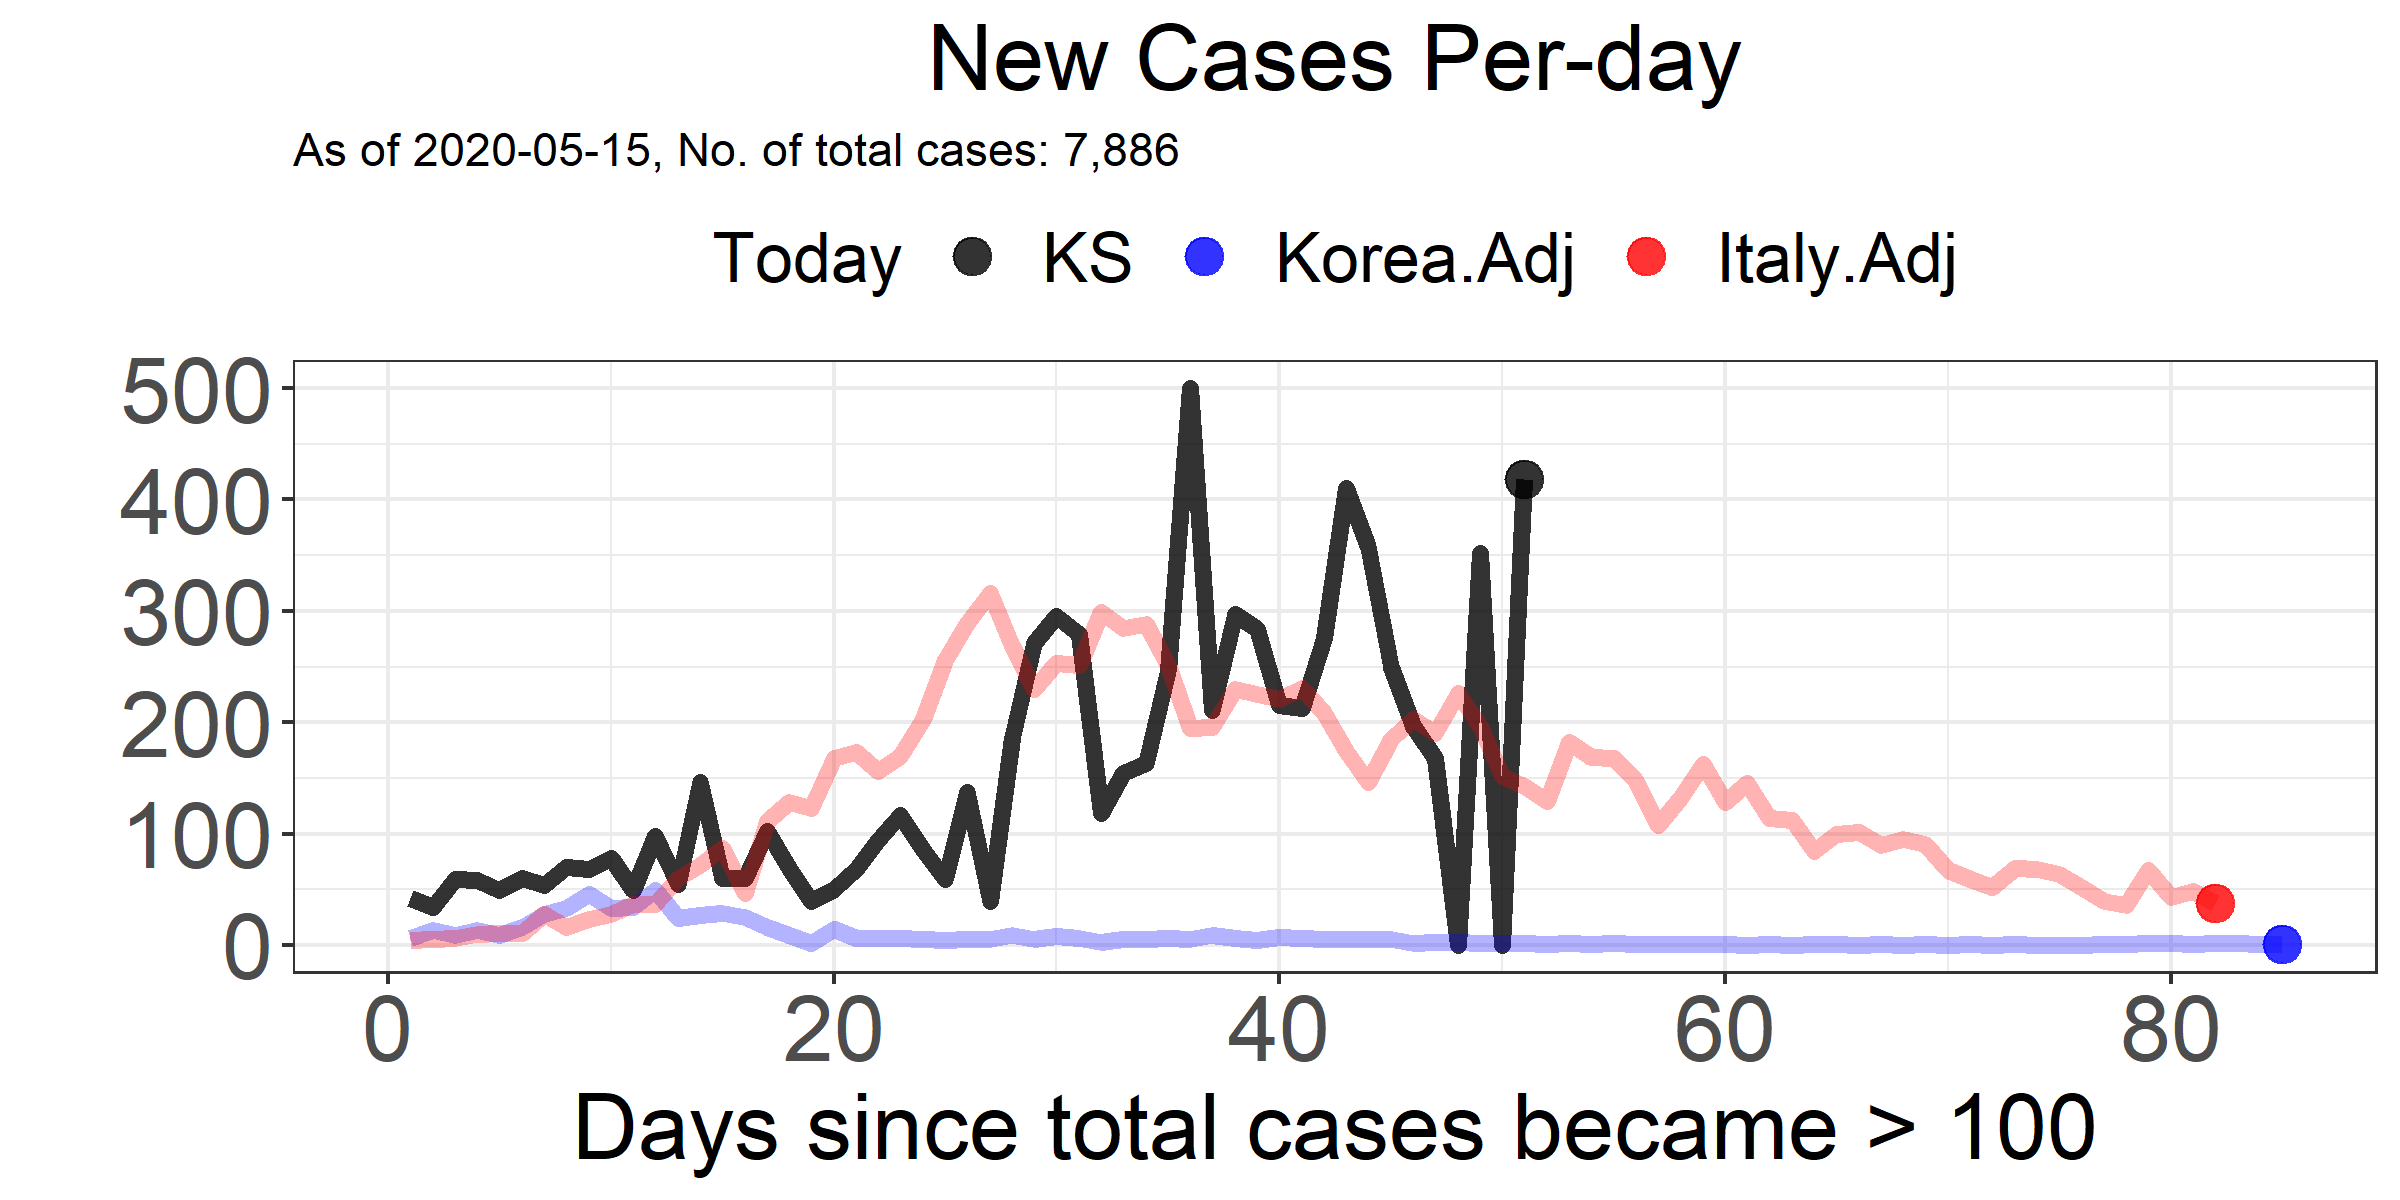 New Cases Per-day
As of 2020-05-15, No. of total cases: 7,886
Today KS Korea.Adj Italy.Adj
500
400
300
200
100
0
0 20 40 60 80
Days since total cases became > 100